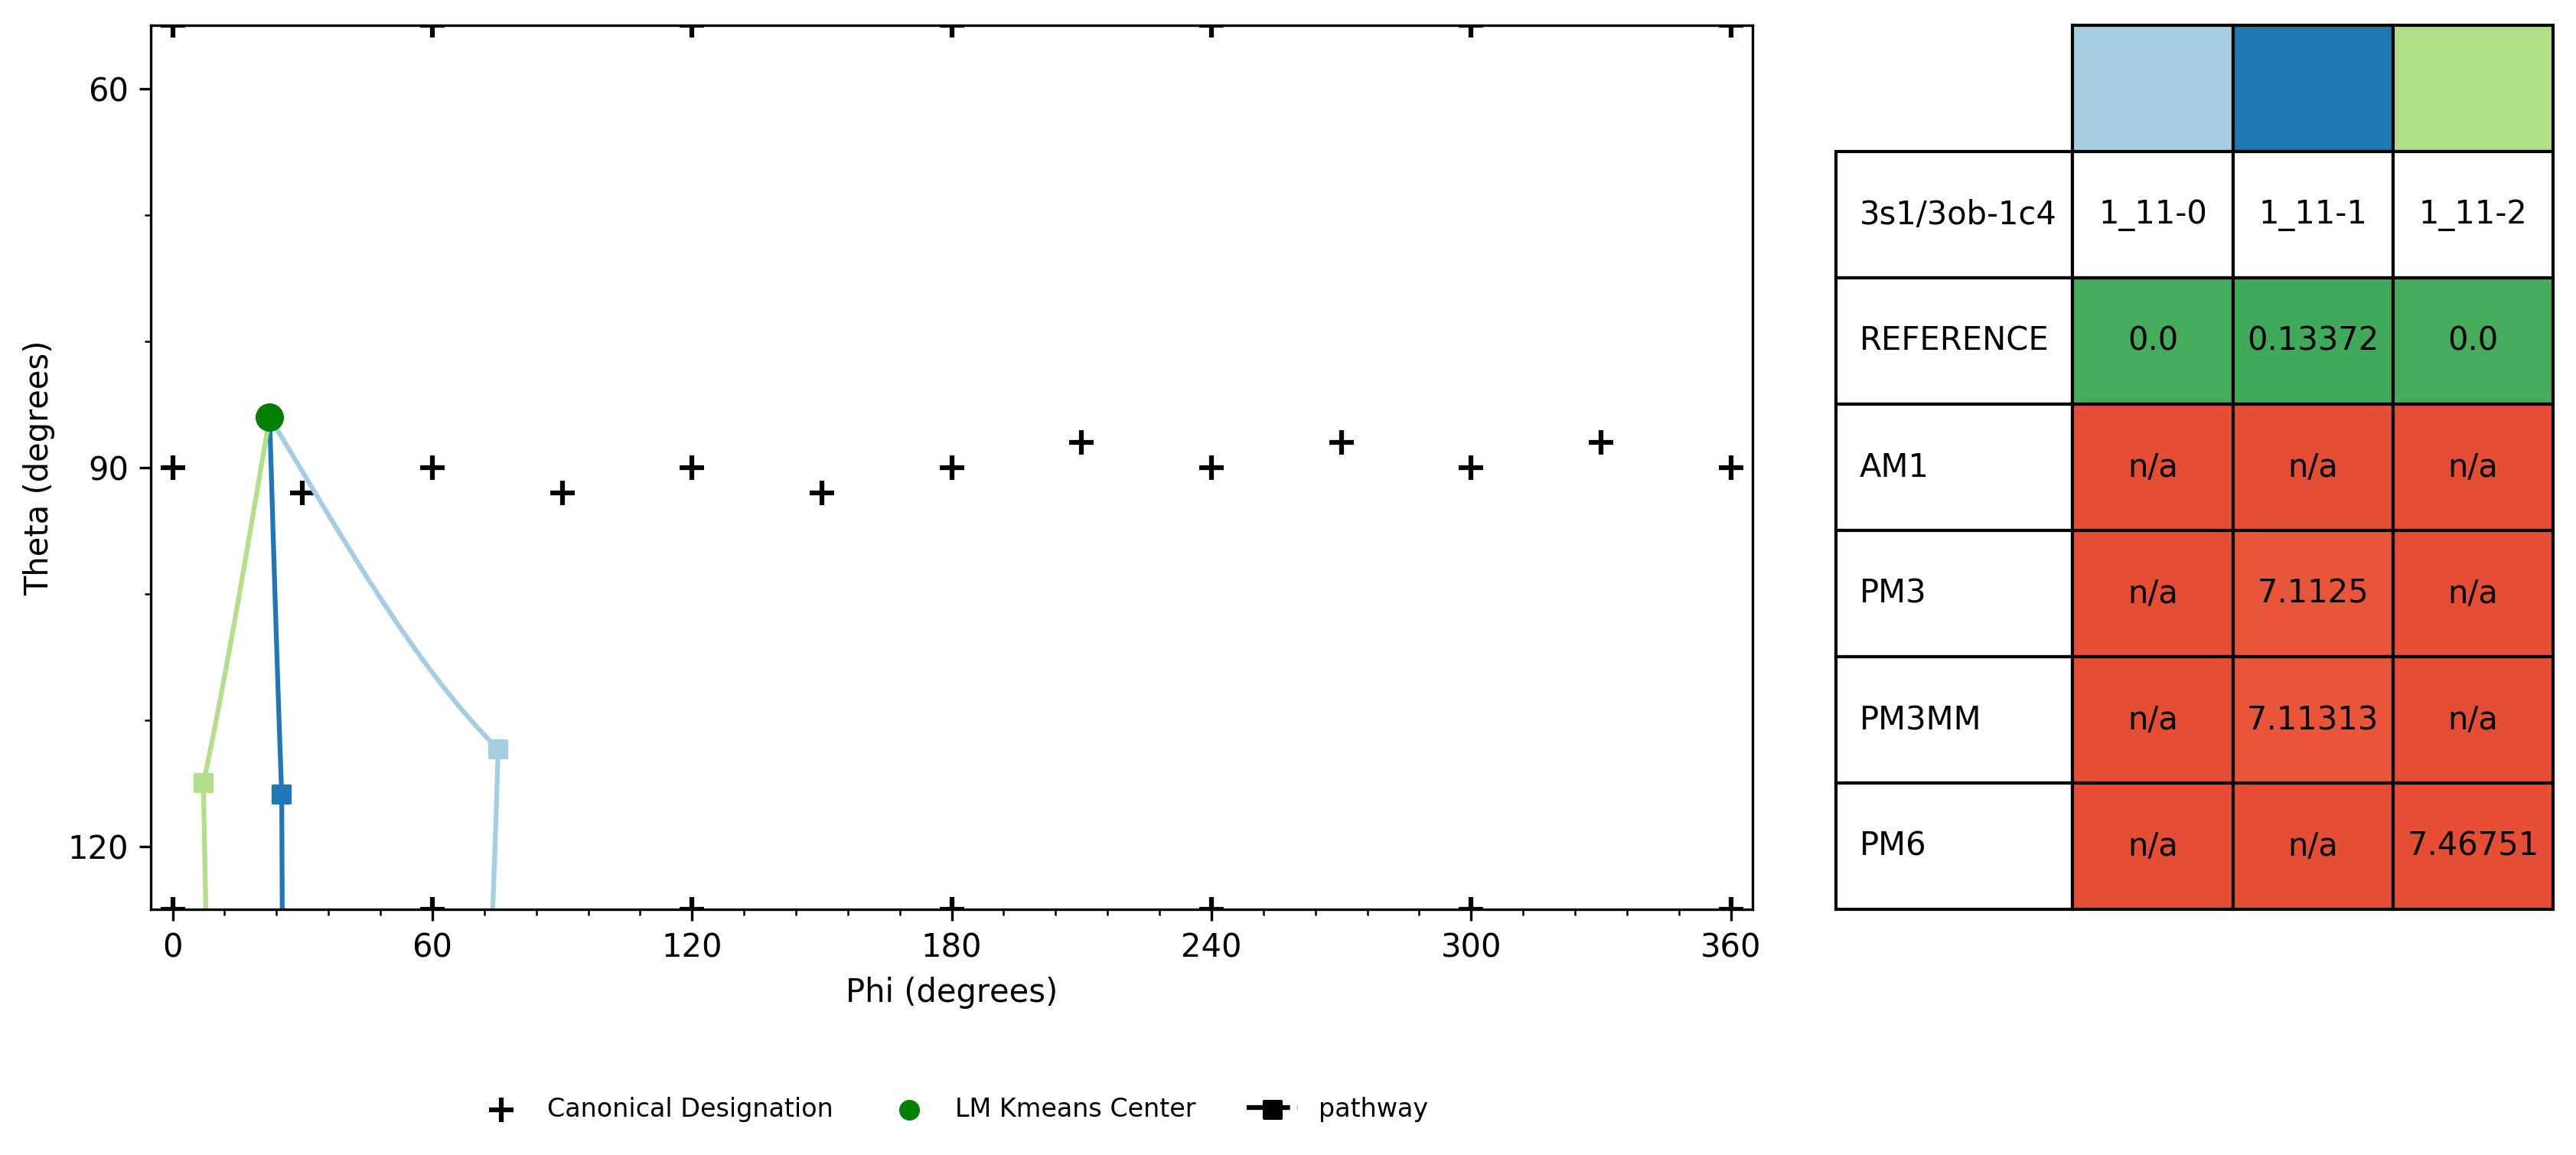 60
90
120
Theta (degrees)
0 60 120 180 240 300 360
Phi (degrees)
Canonical Designation LM Kmeans Center pathway
3s1/3ob-1c4 1_11-0 1_11-1 1_11-2
REFERENCE 0.0 0.13372 0.0
AM1 n/a n/a n/a
PM3 n/a 7.1125 n/a
PM3MM n/a 7.11313 n/a
PM6 n/a n/a 7.46751